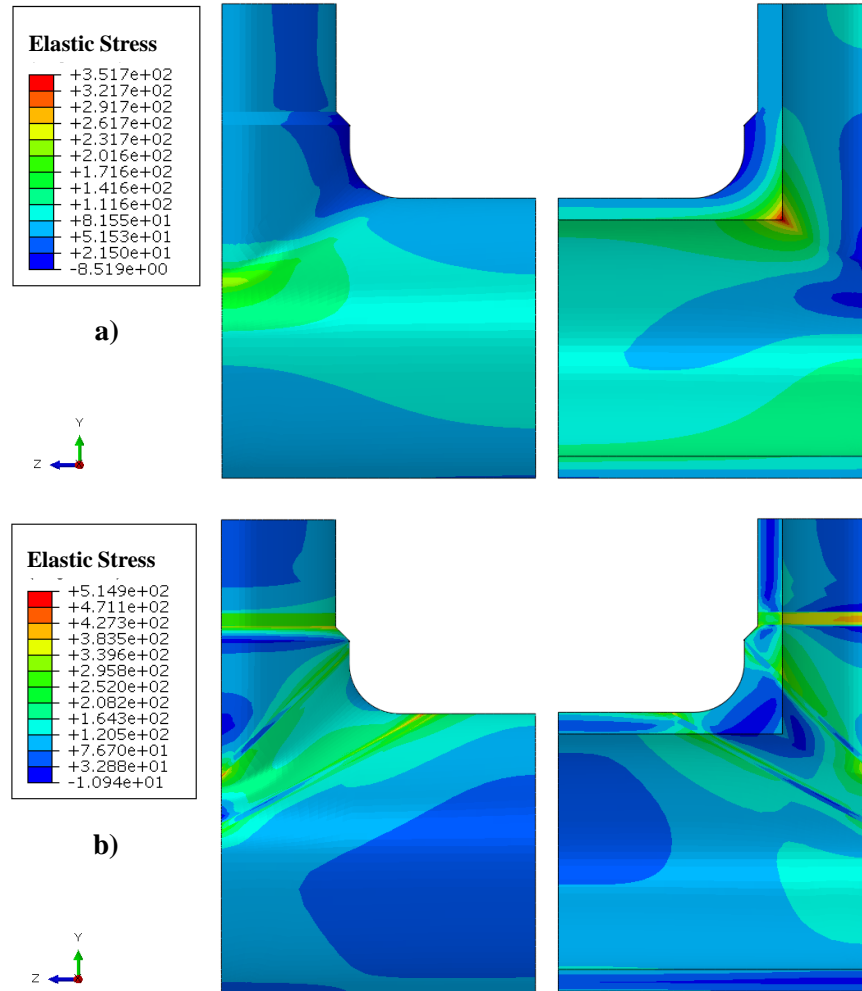 Elastic Stress
+3.517e+02
+3.217e+02
+2.917e+02
+2.617e+02
+2.317e+02
+2.016e+02
+1.716e+02
+1.416e+02
+1.116e+02
+8.155e+01
+5.153e+01
+2.150e+01
-8.519e+00
a)
Y
Z
Elastic Stress
+5.149e+02
+4.711e+02
+4.273e+02
+3.835e+02
+3.396e+02
+2.958e+02
+2.520e+02
+2.082e+02
+1.643e+02
+1.205e+02
+7.670e+01
+3.288e+01
-1.094e+01
b)
Y
Z